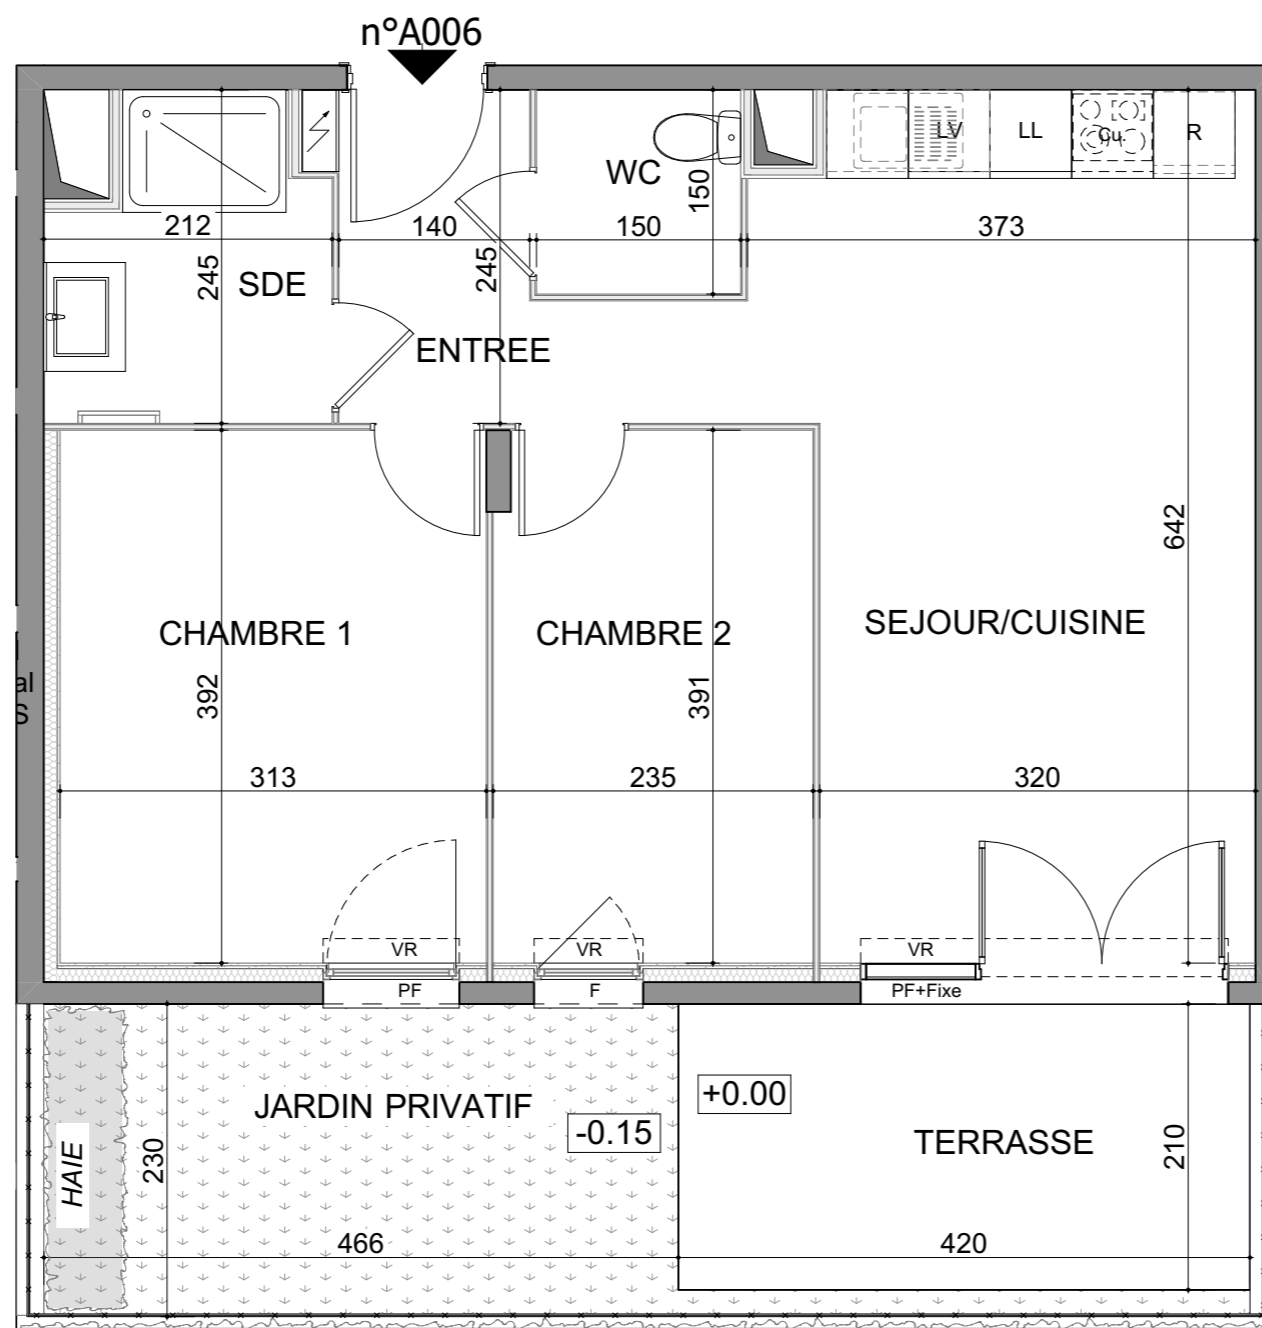 n°A006
LV
LL
Cu.
R
WC
150
212
140
150
373
245
SDE
245
ENTREE
642
CHAMBRE 1
CHAMBRE 2
SEJOUR/CUISINE
al
S
392
391
313
235
320
VR
VR
VR
PF
F
PF+Fixe
JARDIN PRIVATIF
+0.00
-0.15
TERRASSE
HAIE
230
210
466
420